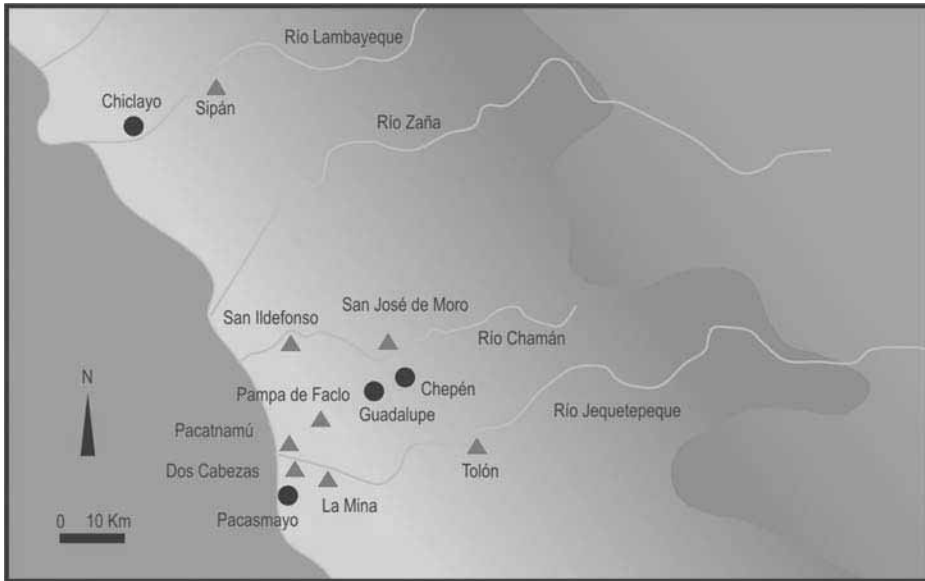 Río Lambayeque
Chiclayo
Sipán
Río Zaña
San José de Moro
San Ildefonso
Río Chamán
N
Chepén
Pampa de Faclo
Guadalupe
Río Jequetepeque
Pacatnamú
Dos Cabezas
Tolón
La Mina
Pacasmayo
0 10 Km